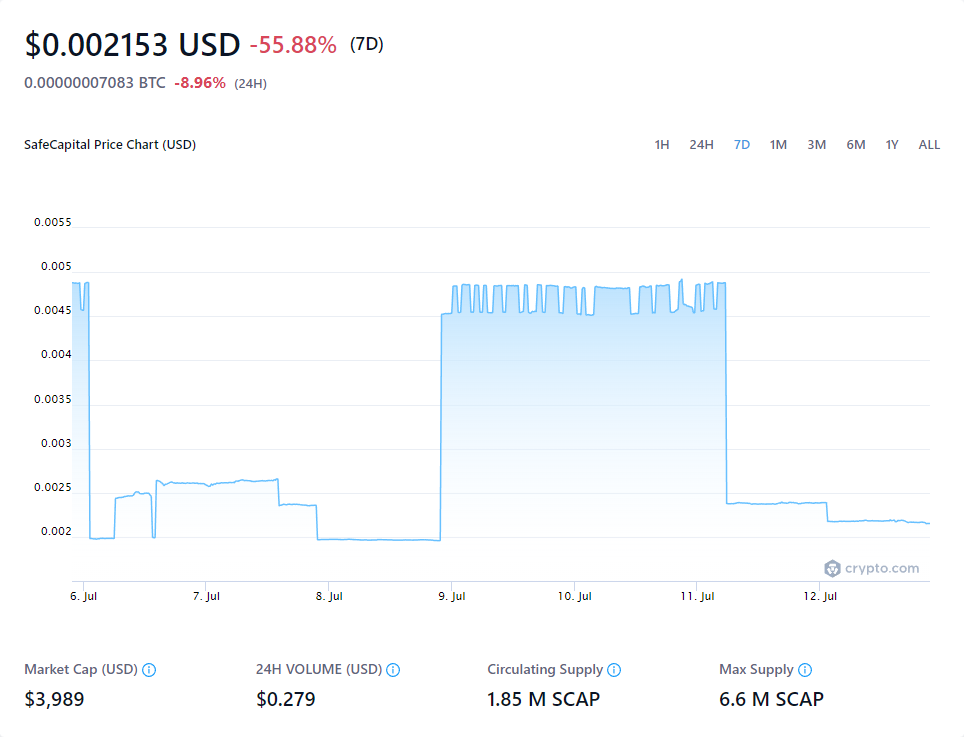 $0.002153 USD -55.88% (7D)
0.00000007083 BTC -8.96% (24H)
SafeCapital Price Chart (USD) 1H 24H 7D 1M 3M 6M 1Y ALL
0.0055
0.005
0.0045
0.004
0.0035
0.003
0.0025
0.002
crypto.com
6. Jul 7. Jul 8. Jul 9. Jul 10. Jul 11. Jul 12. Jul
Market Cap (USD) 24H VOLUME (USD) Circulating Supply Max Supply
$3,989 $0.279 1.85 M SCAP 6.6 M SCAP